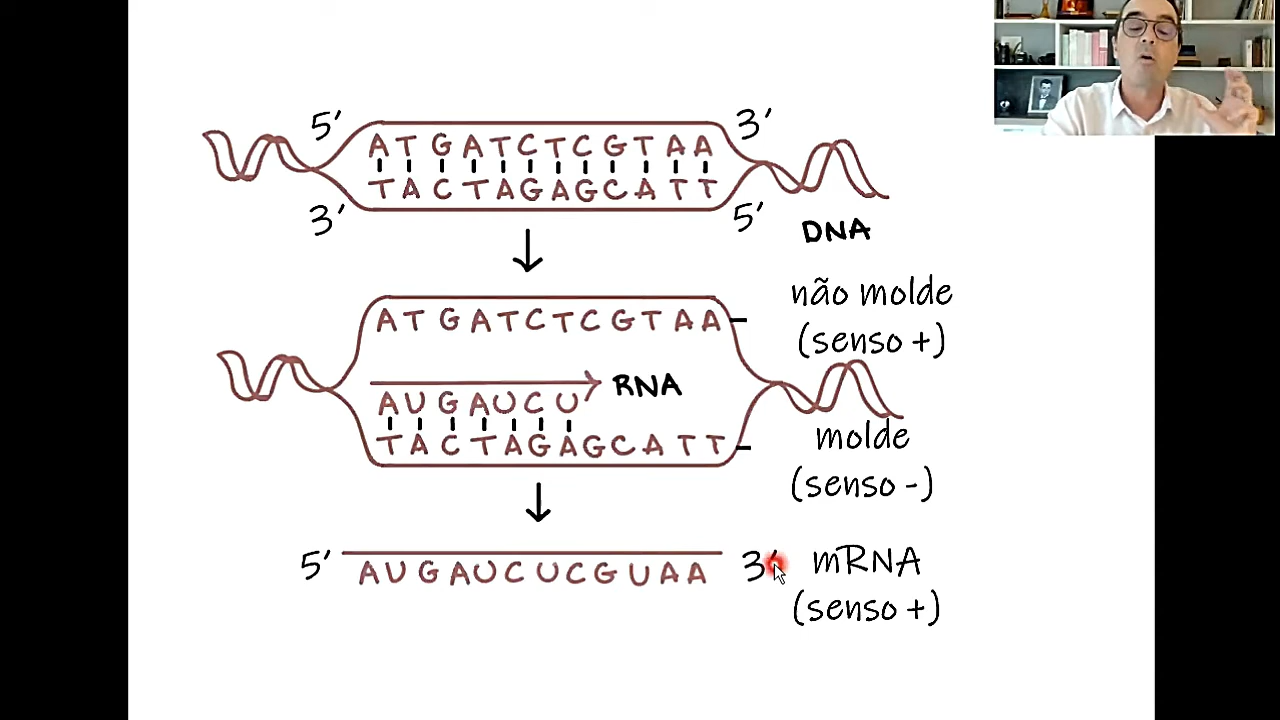 5' ATGATCTCGTAA 3'
3' TACTAGAGCATT 5'
DNA
não molde
(senso +)
ATGATCTCGTAA
RNA
AUGAUCU
TACTAGAGCATT
molde
(senso -)
5' AUGAUCUCGUAA 3'
mRNA
(senso +)